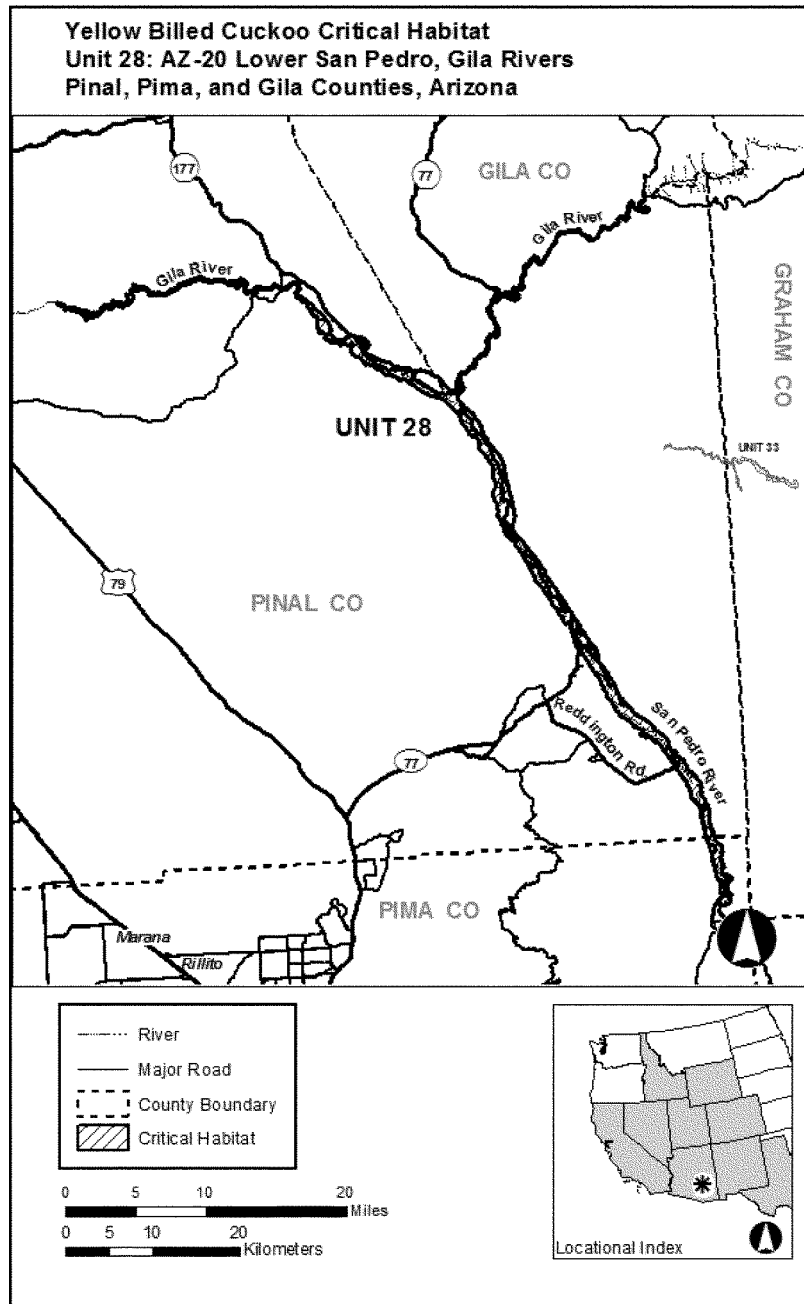 Yellow Billed Cuckoo Critical Habitat
Unit 28: AZ-20 Lower San Pedro, Gila Rivers
Pinal, Pima, and Gila Counties, Arizona
177
77
GILA CO
Gila River
Gila River
GRAHAM CO
UNIT 28
UNIT 33
79
PINAL CO
San Pedro River
Reddington Rd
77
PIMA CO
Marana
Rillito
River
Major Road
County Boundary
Critical Habitat
0 5 10 20
Miles
0 5 10 20
Kilometers
Locational Index